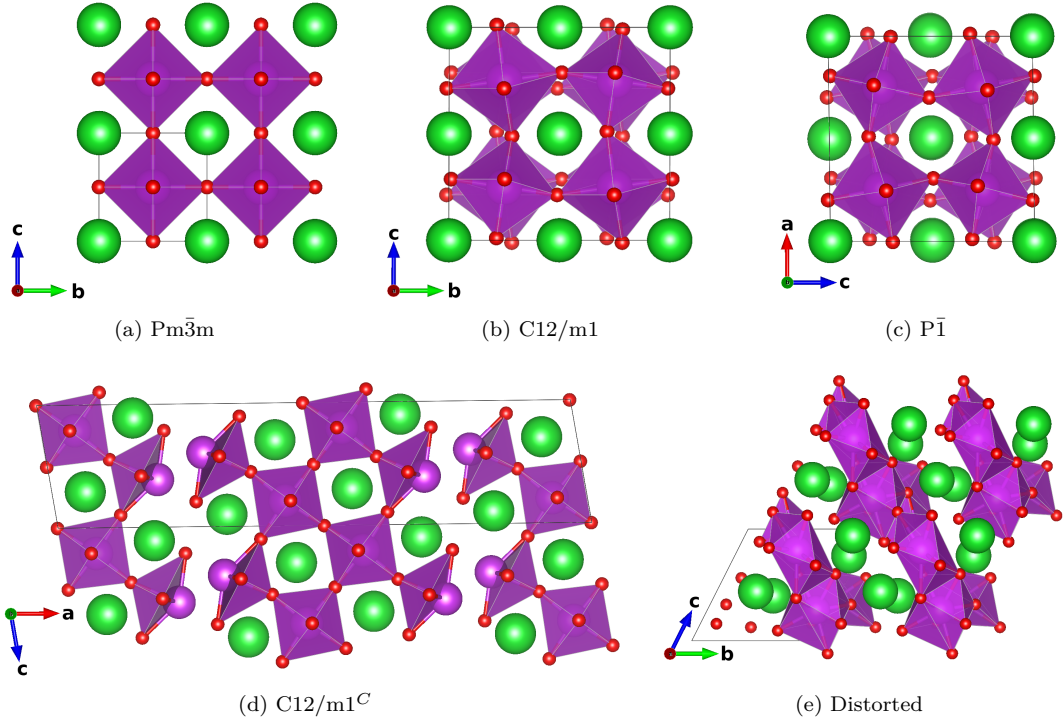 c
b
(a) Pm3̄m
c
b
(b) C12/m1
a
c
(c) P1̄
a
c
(d) C12/m1^C
c
b
(e) Distorted